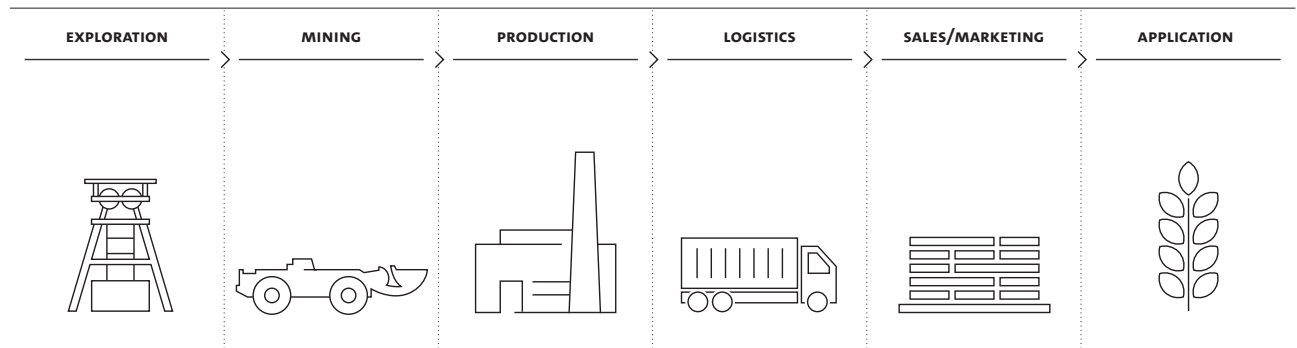 EXPLORATION
MINING
PRODUCTION
LOGISTICS
SALES/MARKETING
APPLICATION